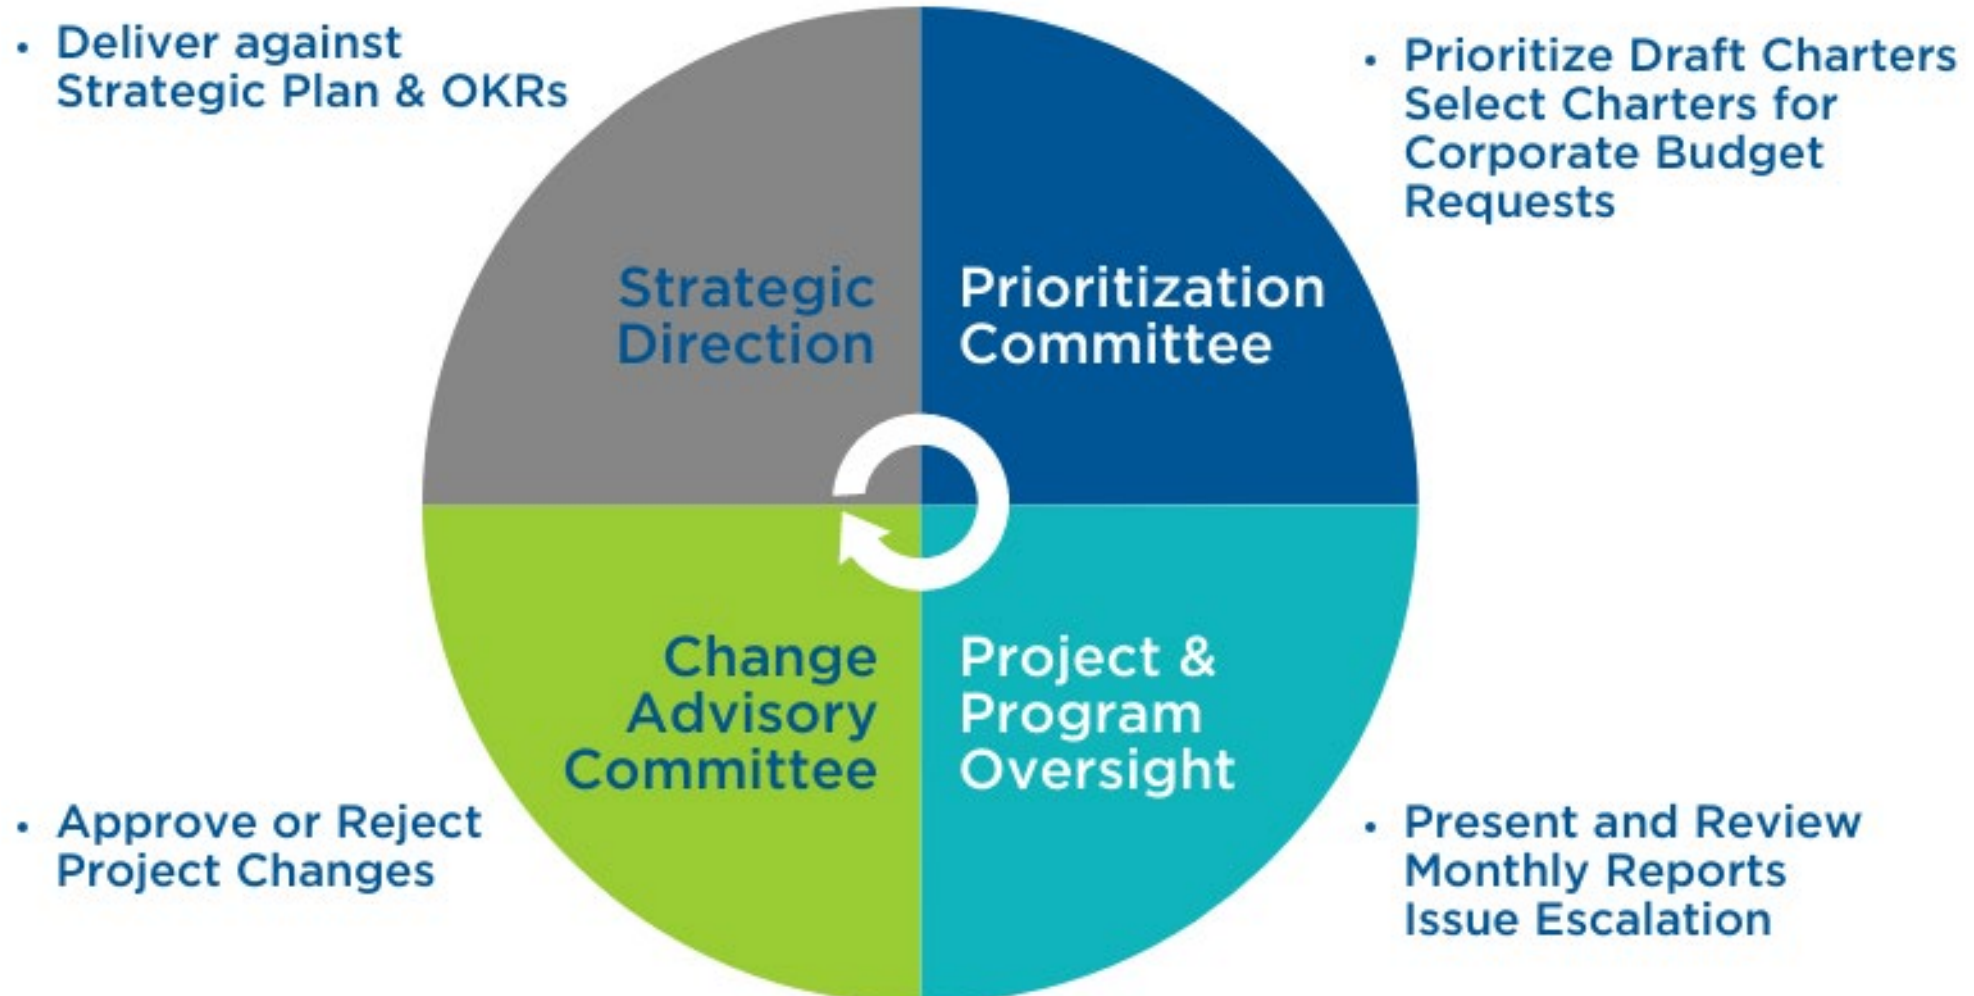 • Deliver against
Strategic Plan & OKRs
• Prioritize Draft Charters
Select Charters for
Corporate Budget
Requests
Strategic
Direction
Prioritization
Committee
Change
Advisory
Committee
Project &
Program
Oversight
• Approve or Reject
Project Changes
• Present and Review
Monthly Reports
Issue Escalation